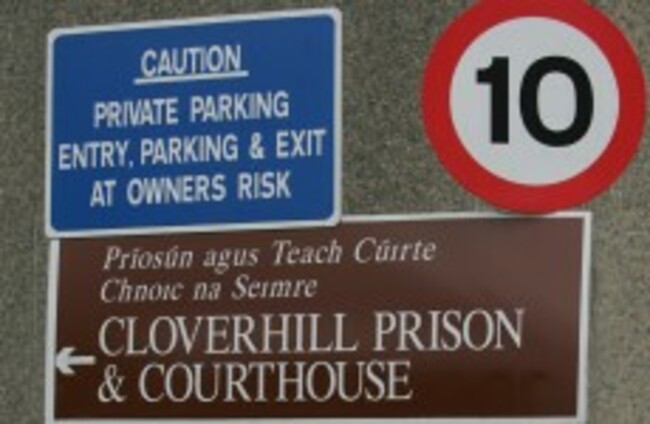 CAUTION
PRIVATE PARKING
ENTRY, PARKING & EXIT
AT OWNERS RISK
10
Príosún agus Teach Cúirte
Chnoic na Seimre
CLOVERHILL PRISON
& COURTHOUSE